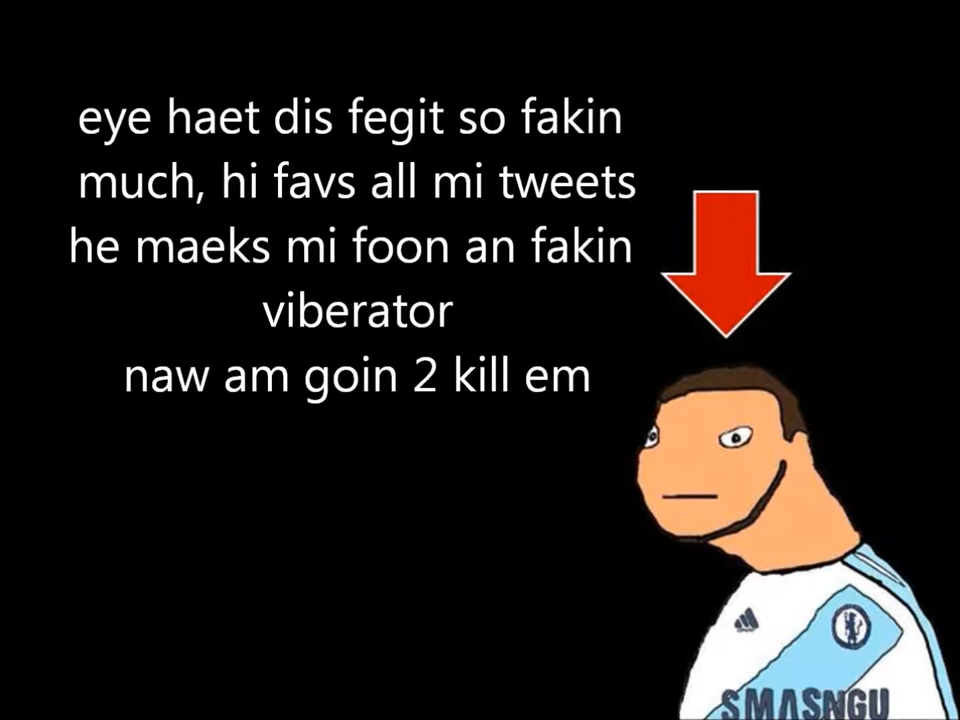 eye haet dis fegit so fakin
much, hi favs all mi tweets
he maeks mi foon an fakin
viberator
naw am goin 2 kill em
SMASNGU